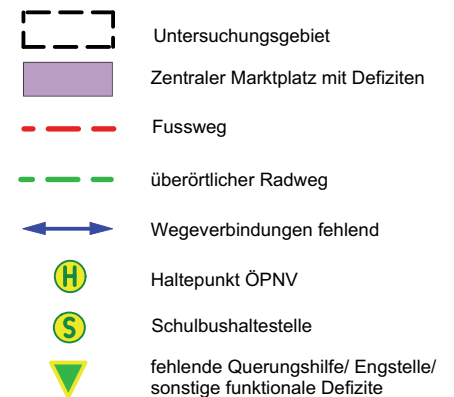 Untersuchungsgebiet
Zentraler Marktplatz mit Defiziten
Fussweg
überörtlicher Radweg
Wegeverbindungen fehlend
H Haltepunkt ÖPNV
S Schulbushaltestelle
fehlende Querungshilfe/ Engstelle/
sonstige funktionale Defizite